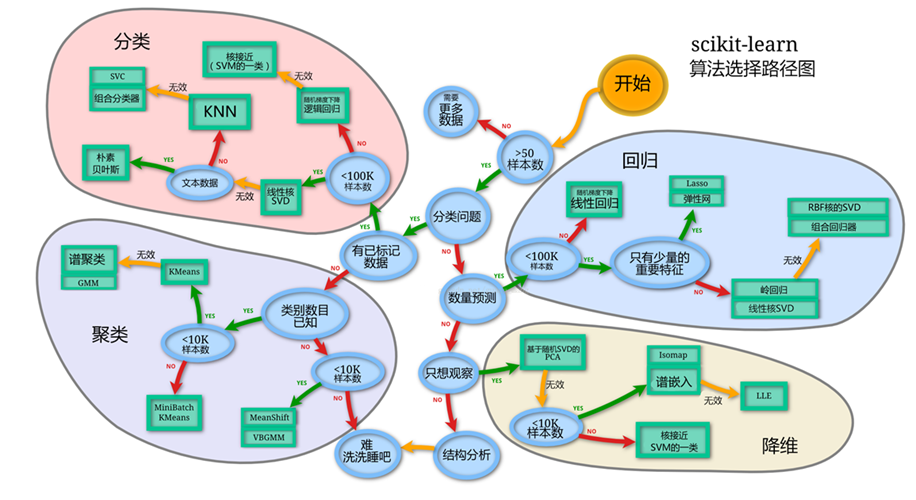 scikit-learn
算法选择路径图
开始
>50
样本数
NO
YES
需要
更多
数据
分类问题
YES
NO
有已标记
数据
YES
NO
分类
<100K
样本数
NO
YES
随机梯度下降
逻辑回归
无效
核接近
(SVM的一类)
线性核
SVD
无效
文本数据
YES
NO
朴素
贝叶斯
KNN
无效
SVC
组合分类器
聚类
类别数目
已知
YES
NO
<10K
样本数
YES
NO
KMeans
无效
谱聚类
GMM
MiniBatch
KMeans
<10K
样本数
YES
NO
MeanShift
VBGMM
难
洗洗睡吧
数量预测
YES
NO
回归
<100K
样本数
NO
YES
随机梯度下降
线性回归
只有少量的
重要特征
YES
NO
Lasso
弹性网
岭回归
线性核SVD
无效
RBF核的SVD
组合回归器
只想观察
YES
NO
结构分析
降维
基于随机SVD的
PCA
无效
<10K
样本数
YES
NO
Isomap
谱嵌入
无效
LLE
核接近
SVM的一类